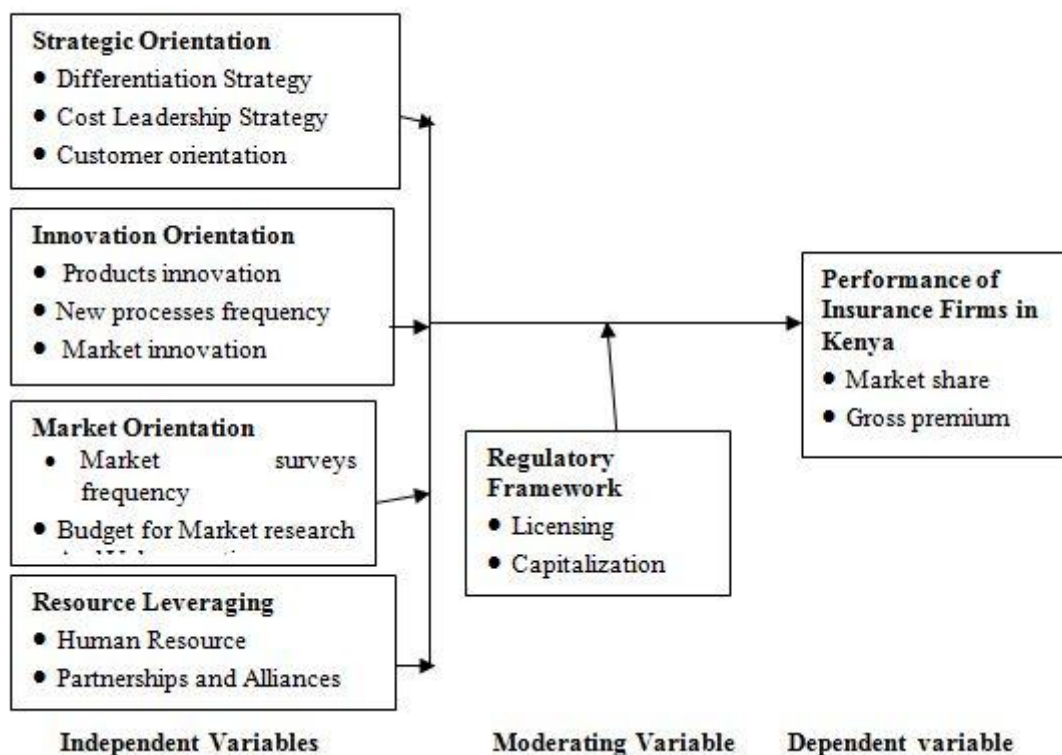 Strategic Orientation
● Differentiation Strategy
● Cost Leadership Strategy
● Customer orientation
Innovation Orientation
● Products innovation
● New processes frequency
● Market innovation
Market Orientation
● Market surveys
frequency
● Budget for Market research
Resource Leveraging
● Human Resource
● Partnerships and Alliances
Regulatory
Framework
● Licensing
● Capitalization
Performance of
Insurance Firms in
Kenya
● Market share
● Gross premium
Independent Variables
Moderating Variable
Dependent variable